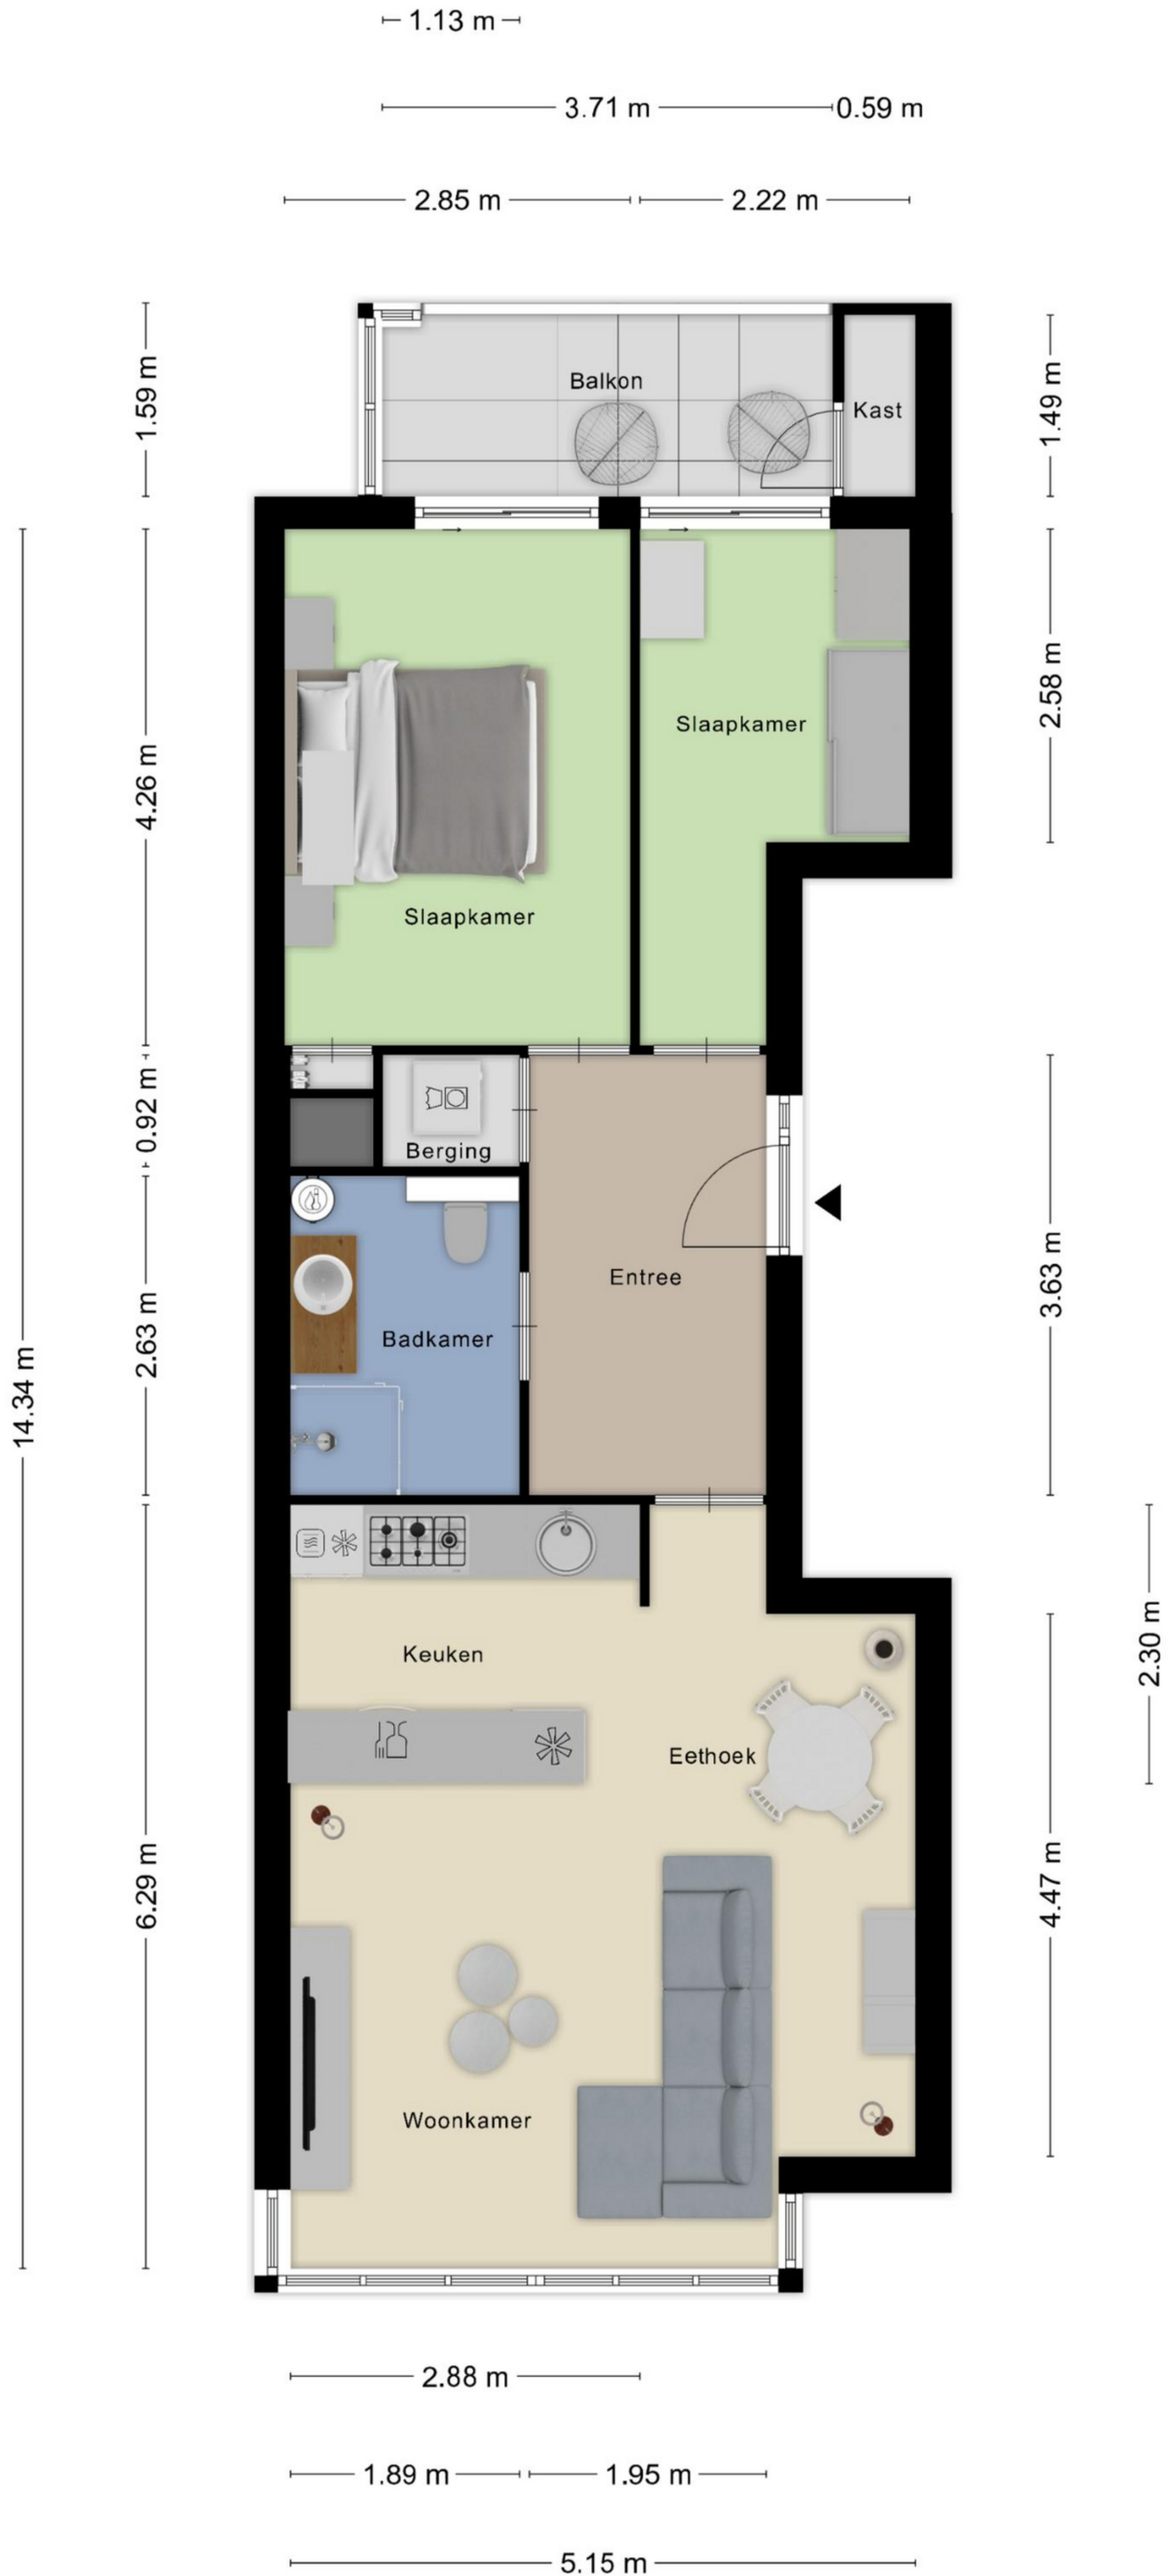 1.13 m
3.71 m
0.59 m
2.85 m
2.22 m
1.59 m
Balkon
Kast
1.49 m
14.34 m
4.26 m
Slaapkamer
Slaapkamer
2.58 m
0.92 m
Berging
2.63 m
Badkamer
Entree
3.63 m
6.29 m
Keuken
Eethoek
2.30 m
4.47 m
Woonkamer
2.88 m
1.89 m
1.95 m
5.15 m